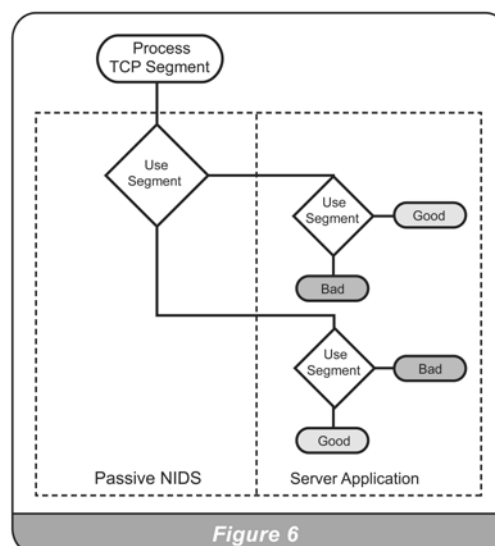 Process
TCP Segment
Use
Segment
Use
Segment
Good
Bad
Use
Segment
Bad
Good
Passive NIDS
Server Application
Figure 6